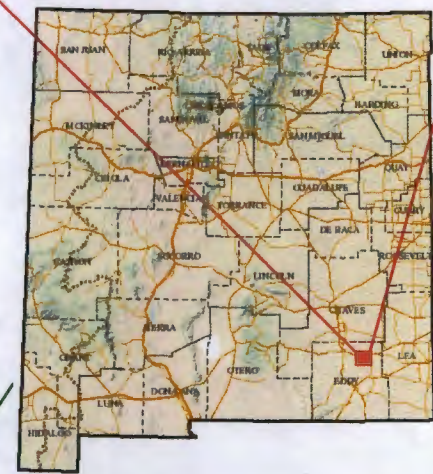 SAN JUAN
RIO ARRIBA
COLFAX
UNION
MORA
HARDING
MCKINLEY
SANDOVAL
SAN MIGUEL
QUAY
CIBOLA
GUADALUPE
VALENCIA
TORRANCE
CURRY
DE BACA
ROOSEVELT
CATRON
SOCORRO
LINCOLN
CHAVES
SIERRA
GRANT
OTERO
LEA
EDDY
LUNA
DONA ANA
HIDALGO